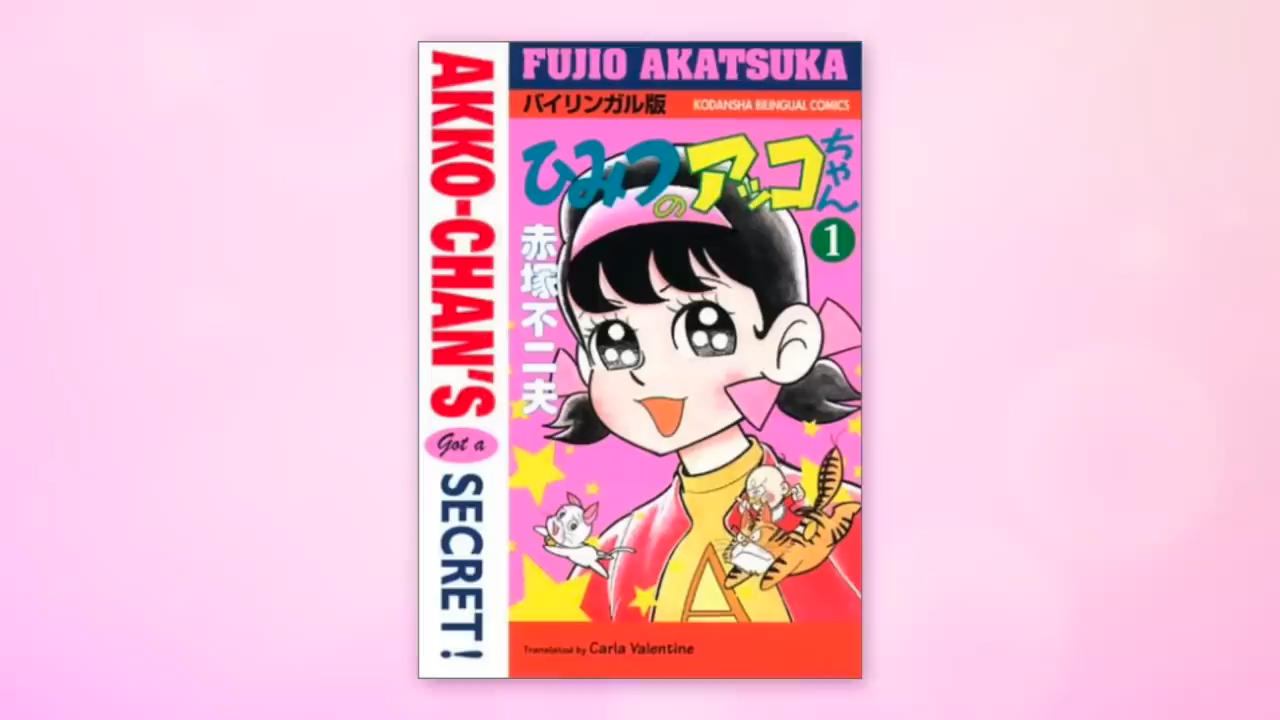 AKKO-CHAN'S
Got a
SECRET!
FUJIO AKATSUKA
バイリンガル版
KODANSHA BILINGUAL COMICS
ひみつのアッコちゃん
1
赤塚不二夫
A
Translated by Carla Valentine